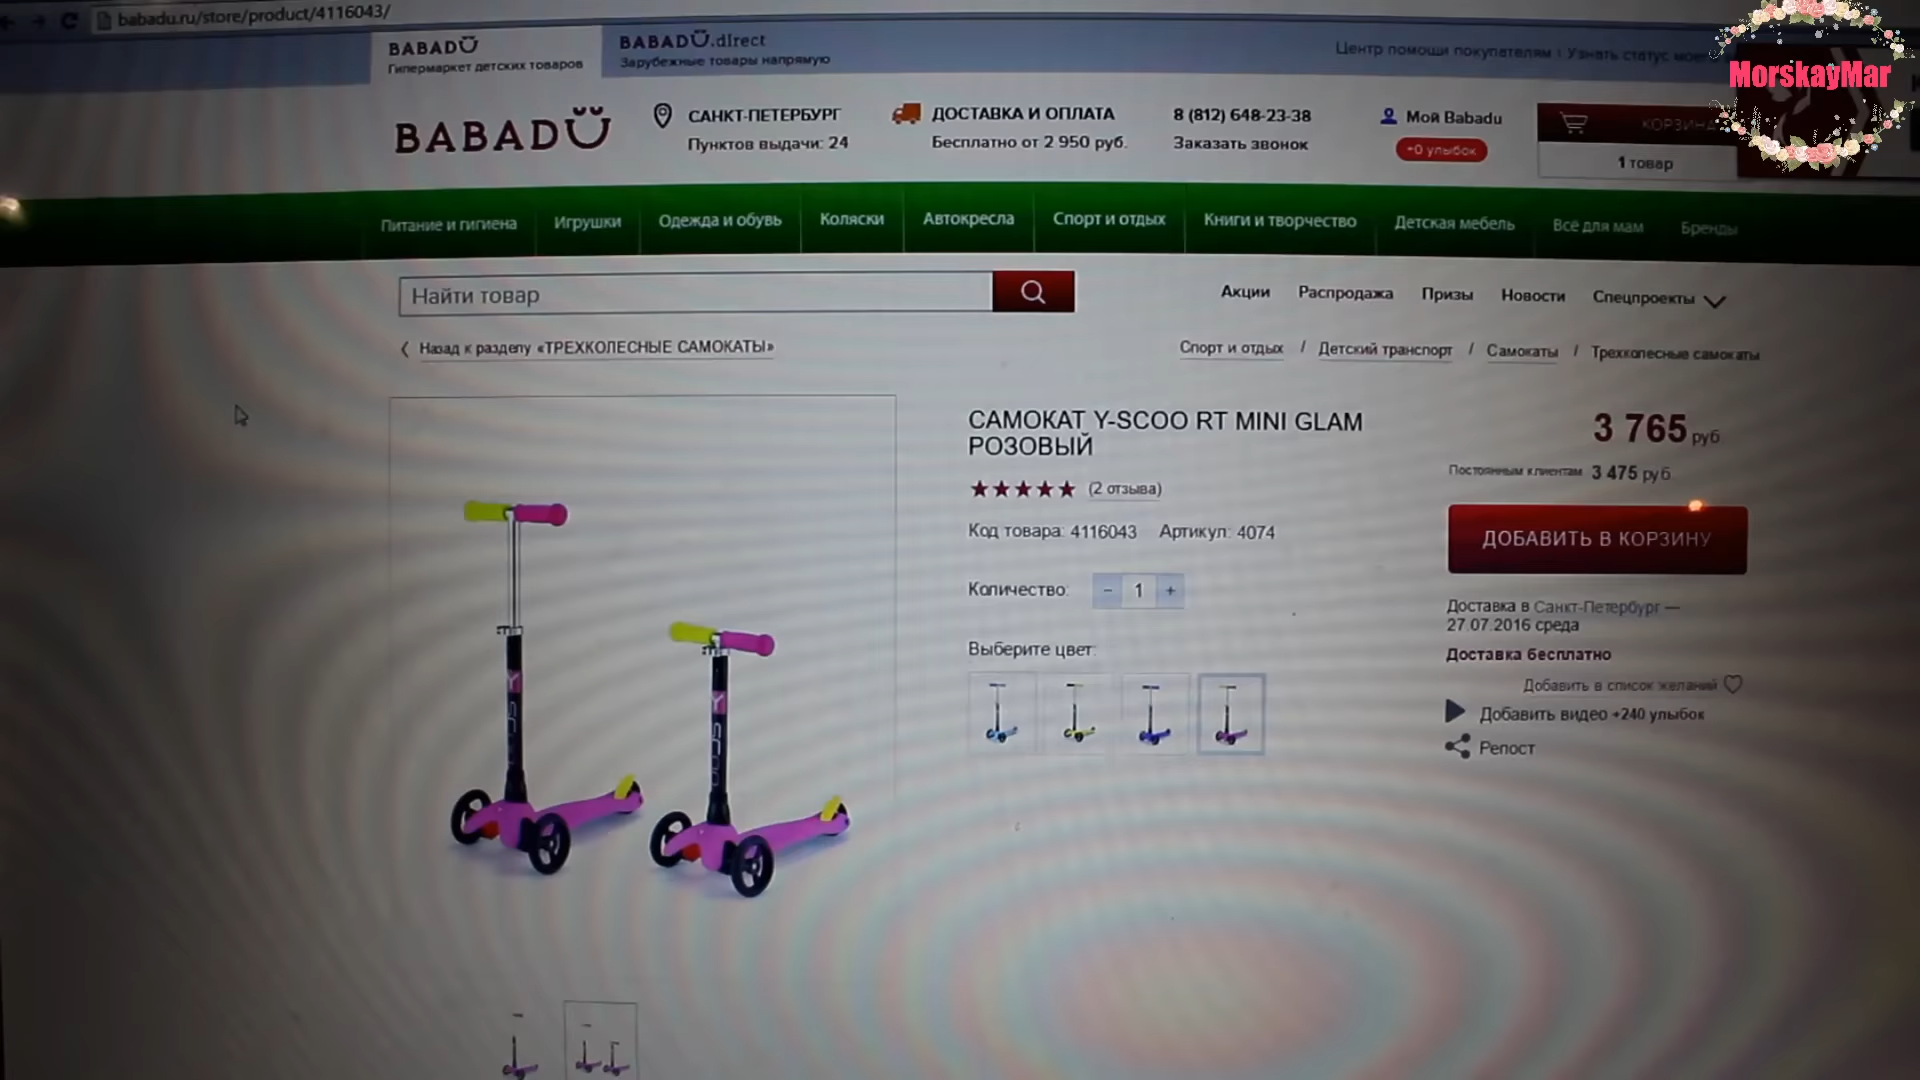 babadu.ru/store/product/4116043/
BABADU
Гипермаркет детских товаров
BABADU.direct
Зарубежные товары напрямую
Центр помощи покупателям
Узнать статус
MorskayMar
BABADU
САНКТ-ПЕТЕРБУРГ
Пунктов выдачи: 24
ДОСТАВКА И ОПЛАТА
Бесплатно от 2 950 руб.
8 (812) 648-23-38
Заказать звонок
Мой Babadu
+0 улыбок
КОРЗИНА
1 товар
Питание и гигиена
Игрушки
Одежда и обувь
Коляски
Автокресла
Спорт и отдых
Книги и творчество
Детская мебель
Всё для мам
Бренды
Найти товар
Акции
Распродажа
Призы
Новости
Спецпроекты
Назад к разделу «ТРЕХКОЛЕСНЫЕ САМОКАТЫ»
Спорт и отдых / Детский транспорт / Самокаты / Трехколесные самокаты
САМОКАТ Y-SCOO RT MINI GLAM
РОЗОВЫЙ
(2 отзыва)
Код товара: 4116043 Артикул: 4074
Количество: - 1 +
Выберите цвет:
3 765 руб
Постоянным клиентам 3 475 руб
ДОБАВИТЬ В КОРЗИНУ
Доставка в Санкт-Петербург —
27.07.2016 среда
Доставка бесплатно
Добавить в список желаний
Добавить видео +240 улыбок
Репост
Y SCOO
Y SCOO